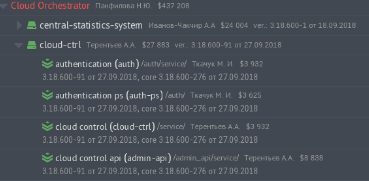 Cloud Orchestrator Панфилова Н.Ю. $437 208
central-statistics-system Иванов-Чакчир А.А $24 004 ver.: 3.18.600-1 от 18.09.2018
cloud-ctrl Терентьев А.А. $27 883 ver.: 3.18.600-91 от 27.09.2018
authentication (auth) /auth/service/ Ткачук М. И. $3 932
3.18.600-91 от 27.09.2018, core 3.18.600-276 от 27.09.2018
authentication ps (auth-ps) /auth/ Ткачук М. И. $3 625
3.18.600-91 от 27.09.2018, core 3.18.600-276 от 27.09.2018
cloud control (cloud-ctrl) /service/ Терентьев А.А. $3 932
3.18.600-91 от 27.09.2018, core 3.18.600-276 от 27.09.2018
cloud control api (admin-api) /admin_api/service/ Терентьев А.А. $8 838
3.18.600-91 от 27.09.2018, core 3.18.600-276 от 27.09.2018